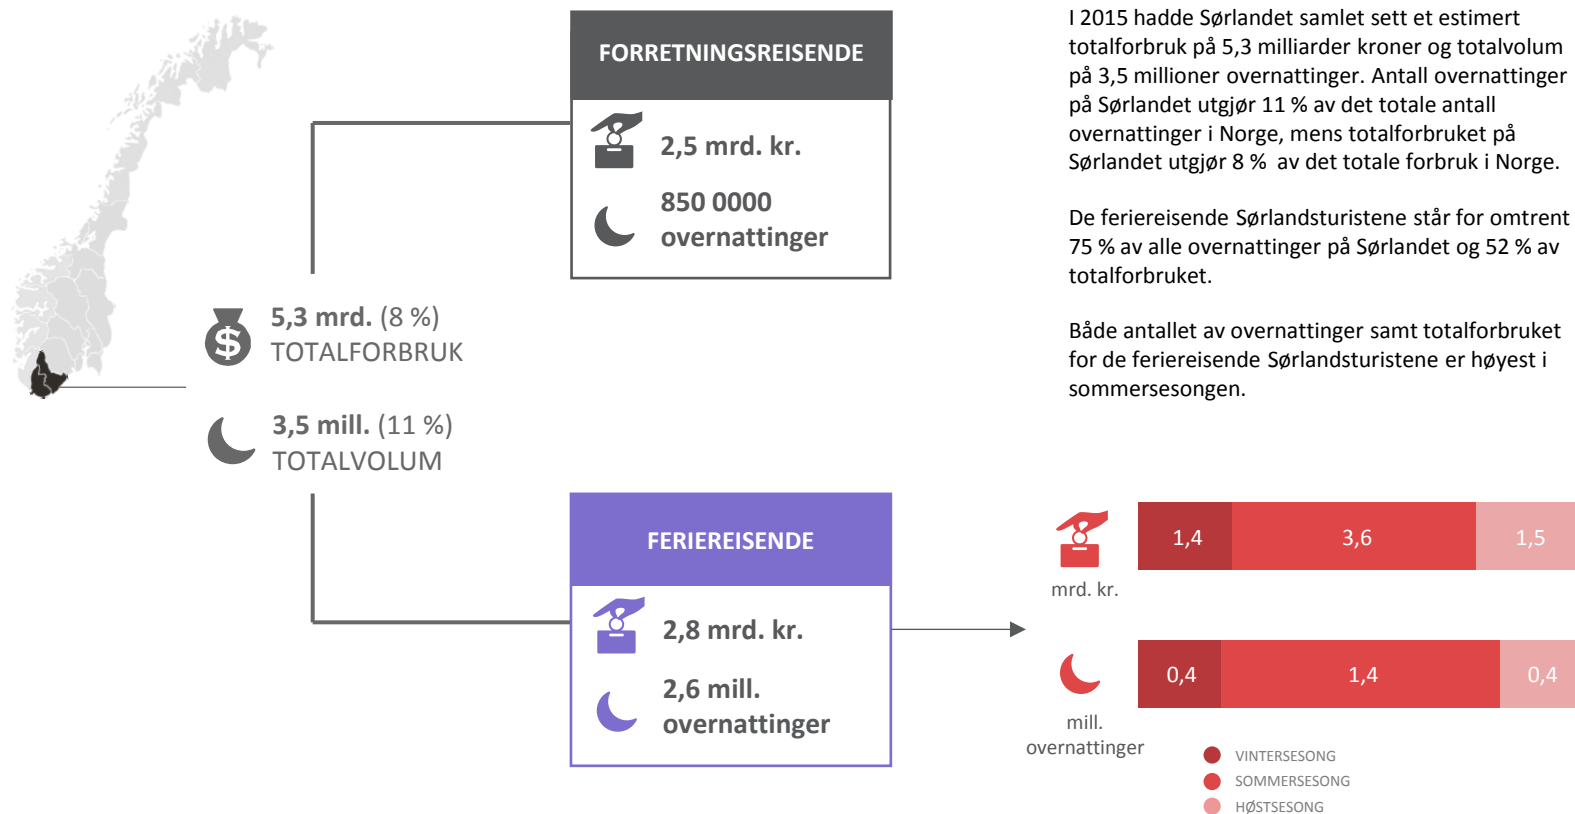 I 2015 hadde Sørlandet samlet sett et estimert
totalforbruk på 5,3 milliarder kroner og totalvolum
på 3,5 millioner overnattinger. Antall overnattinger
på Sørlandet utgjør 11 % av det totale antall
overnattinger i Norge, mens totalforbruket på
Sørlandet utgjør 8 % av det totale forbruk i Norge.
De feriereisende Sørlandsturistene står for omtrent
75 % av alle overnattinger på Sørlandet og 52 % av
totalforbruket.
Både antallet av overnattinger samt totalforbruket
for de feriereisende Sørlandsturistene er høyest i
sommersesongen.
FORRETNINGSREISENDE
2,5 mrd. kr.
850 0000
overnattinger
$
5,3 mrd. (8 %)
TOTALFORBRUK
3,5 mill. (11 %)
TOTALVOLUM
FERIEREISENDE
2,8 mrd. kr.
2,6 mill.
overnattinger
mrd. kr.
1,4 3,6 1,5
mill.
overnattinger
0,4 1,4 0,4
VINTERSESONG
SOMMERSESONG
HØSTSESONG